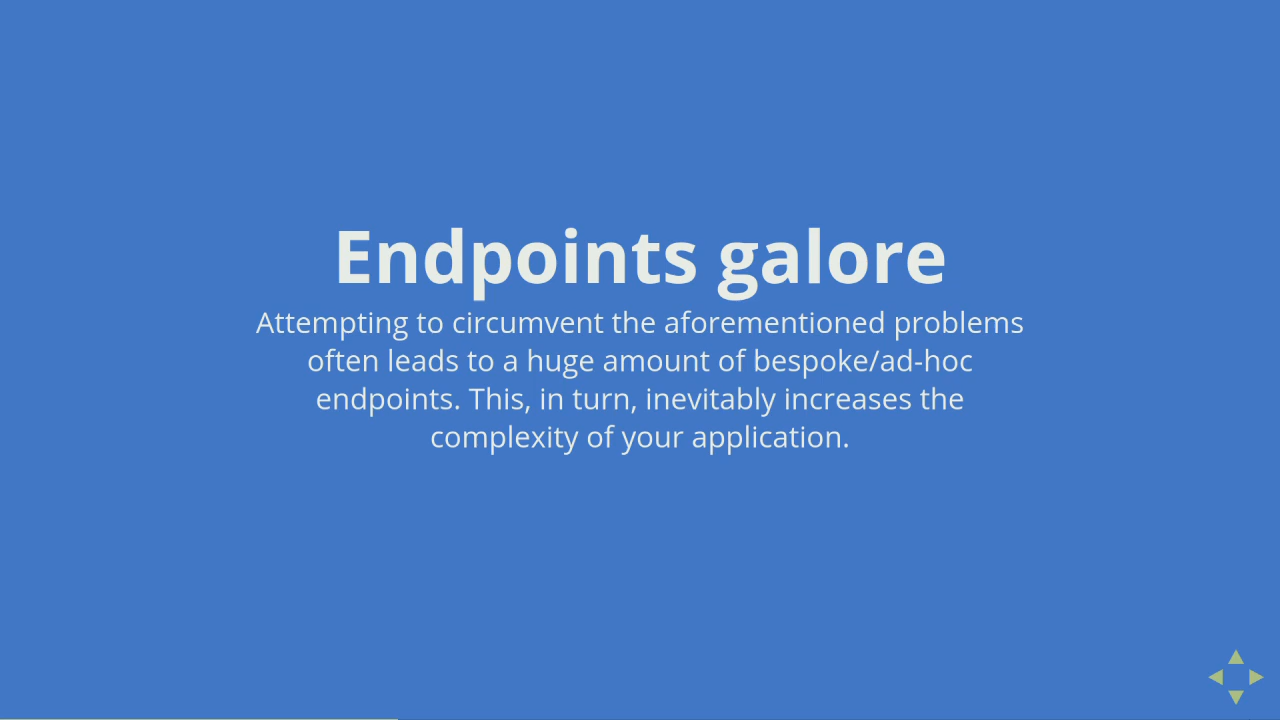 Endpoints galore
Attempting to circumvent the aforementioned problems
often leads to a huge amount of bespoke/ad-hoc
endpoints. This, in turn, inevitably increases the
complexity of your application.